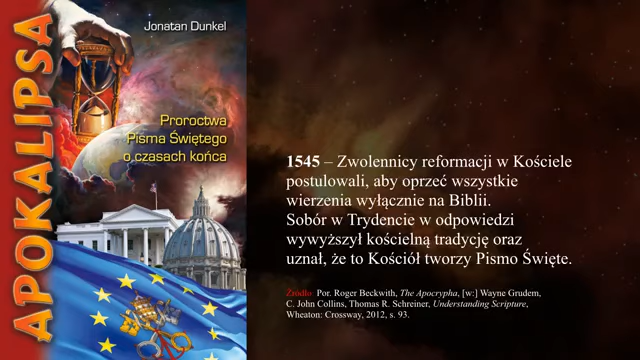 Jonatan Dunkel
APOKALIPSA
Proroctwa
Pisma Świętego
o czasach końca
1545 – Zwolennicy reformacji w Kościele
postulowali, aby oprzeć wszystkie
wierzenia wyłącznie na Biblii.
Sobór w Trydencie w odpowiedzi
wywyższył kościelną tradycję oraz
uznał, że to Kościół tworzy Pismo Święte.
Źródło: Por. Roger Beckwith, The Apocrypha, [w:] Wayne Grudem,
C. John Collins, Thomas R. Schreiner, Understanding Scripture,
Wheaton: Crossway, 2012, s. 93.